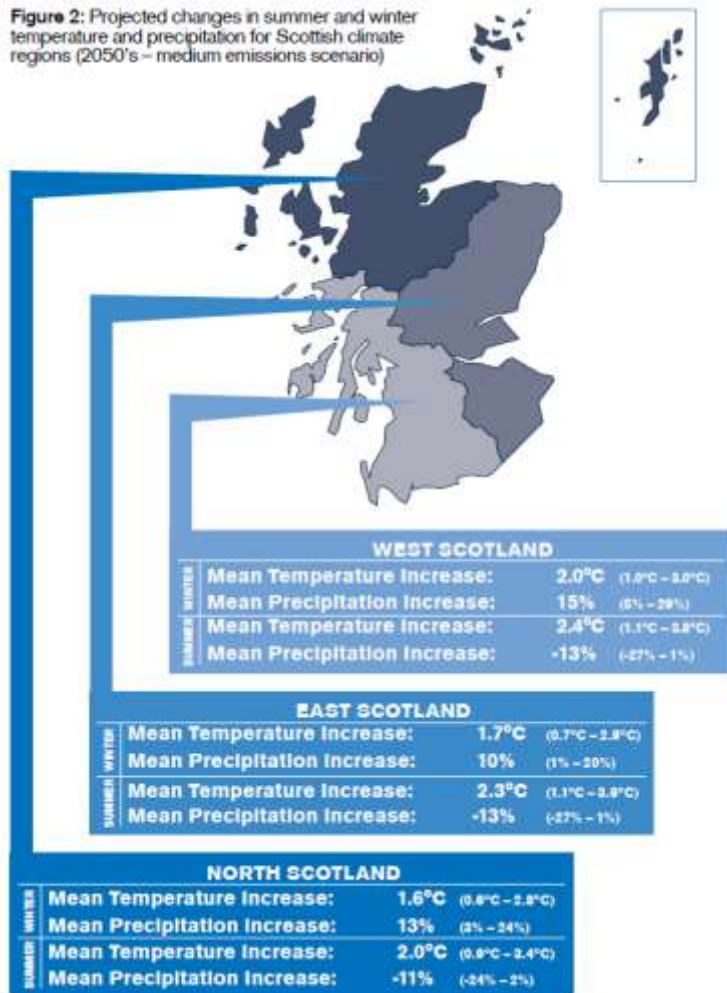 Figure 2: Projected changes in summer and winter
temperature and precipitation for Scottish climate
regions (2050's – medium emissions scenario)
WEST SCOTLAND
WINTER
Mean Temperature Increase: 2.0°C
Mean Precipitation Increase: 15%
SUMMER
Mean Temperature Increase: 2.4°C
Mean Precipitation Increase: -13% (-27% – 1%)
EAST SCOTLAND
WINTER
Mean Temperature Increase: 1.7°C
Mean Precipitation Increase: 10% (1% – 20%)
SUMMER
Mean Temperature Increase: 2.3°C
Mean Precipitation Increase: -13% (-27% – 1%)
NORTH SCOTLAND
WINTER
Mean Temperature Increase: 1.6°C
Mean Precipitation Increase: 13% (3% – 24%)
SUMMER
Mean Temperature Increase: 2.0°C
Mean Precipitation Increase: -11% (-24% – 2%)